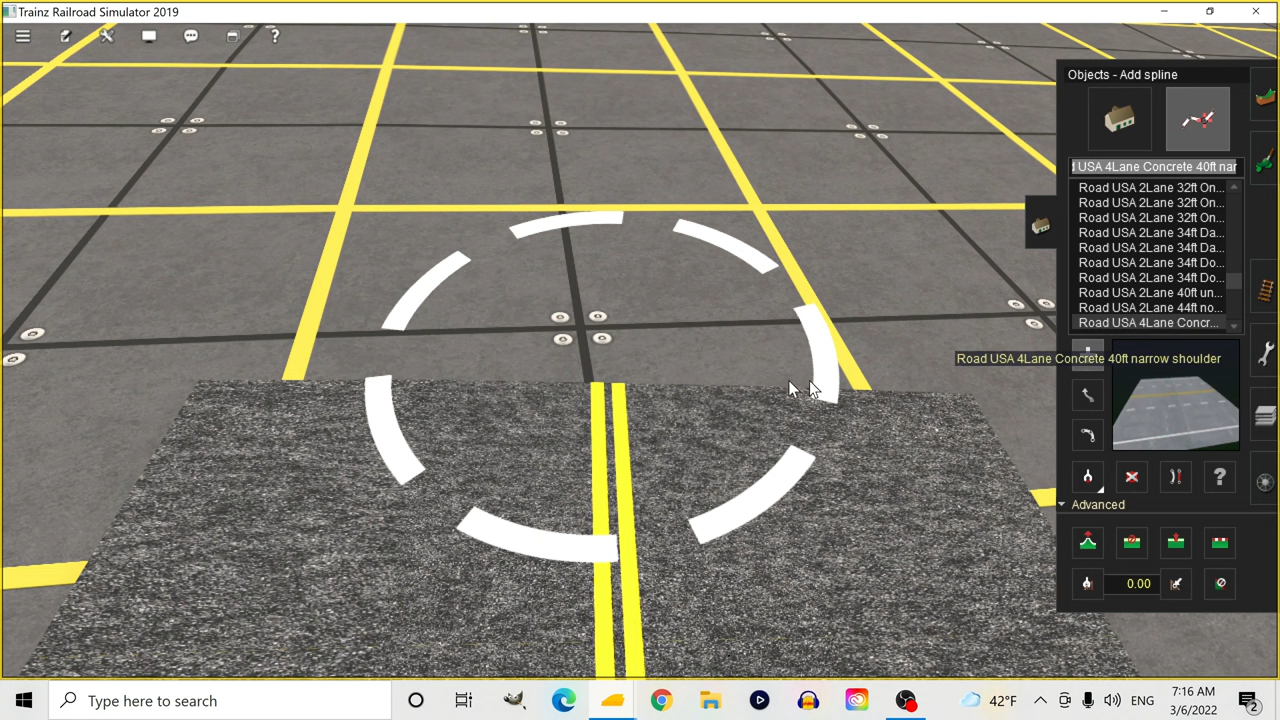 Trainz Railroad Simulator 2019
Objects - Add spline
d USA 4Lane Concrete 40ft nar
Road USA 2Lane 32ft On...
Road USA 2Lane 32ft On...
Road USA 2Lane 32ft On...
Road USA 2Lane 34ft Da...
Road USA 2Lane 34ft Da...
Road USA 2Lane 34ft Do...
Road USA 2Lane 34ft Do...
Road USA 2Lane 40ft un...
Road USA 2Lane 44ft no...
Road USA 4Lane Concr...
Road USA 4Lane Concrete 40ft narrow shoulder
Advanced
0.00
Type here to search
42°F
ENG
7:16 AM
3/6/2022
2